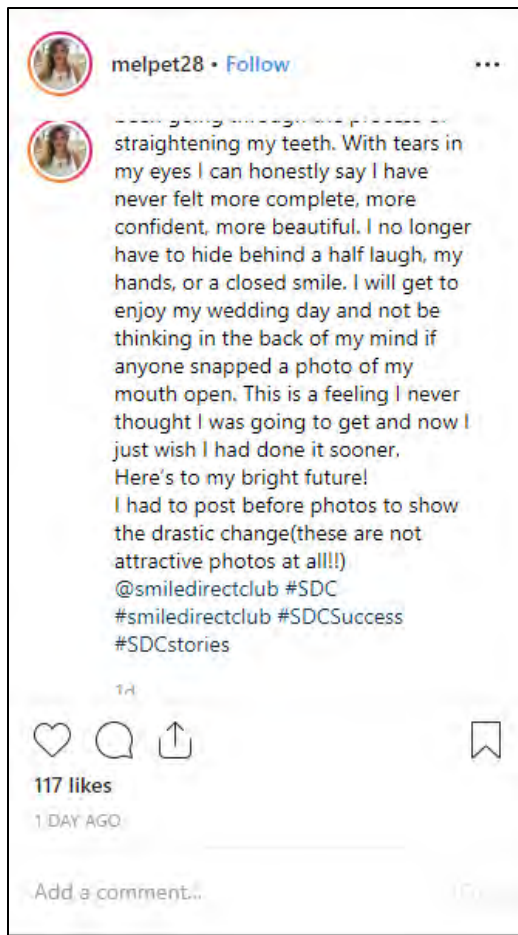 melpet28 • Follow
straightening my teeth. With tears in
my eyes I can honestly say I have
never felt more complete, more
confident, more beautiful. I no longer
have to hide behind a half laugh, my
hands, or a closed smile. I will get to
enjoy my wedding day and not be
thinking in the back of my mind if
anyone snapped a photo of my
mouth open. This is a feeling I never
thought I was going to get and now I
just wish I had done it sooner.
Here's to my bright future!
I had to post before photos to show
the drastic change(these are not
attractive photos at all!!)
@smiledirectclub #SDC
#smiledirectclub #SDCSuccess
#SDCstories
1d
117 likes
1 DAY AGO
Add a comment...